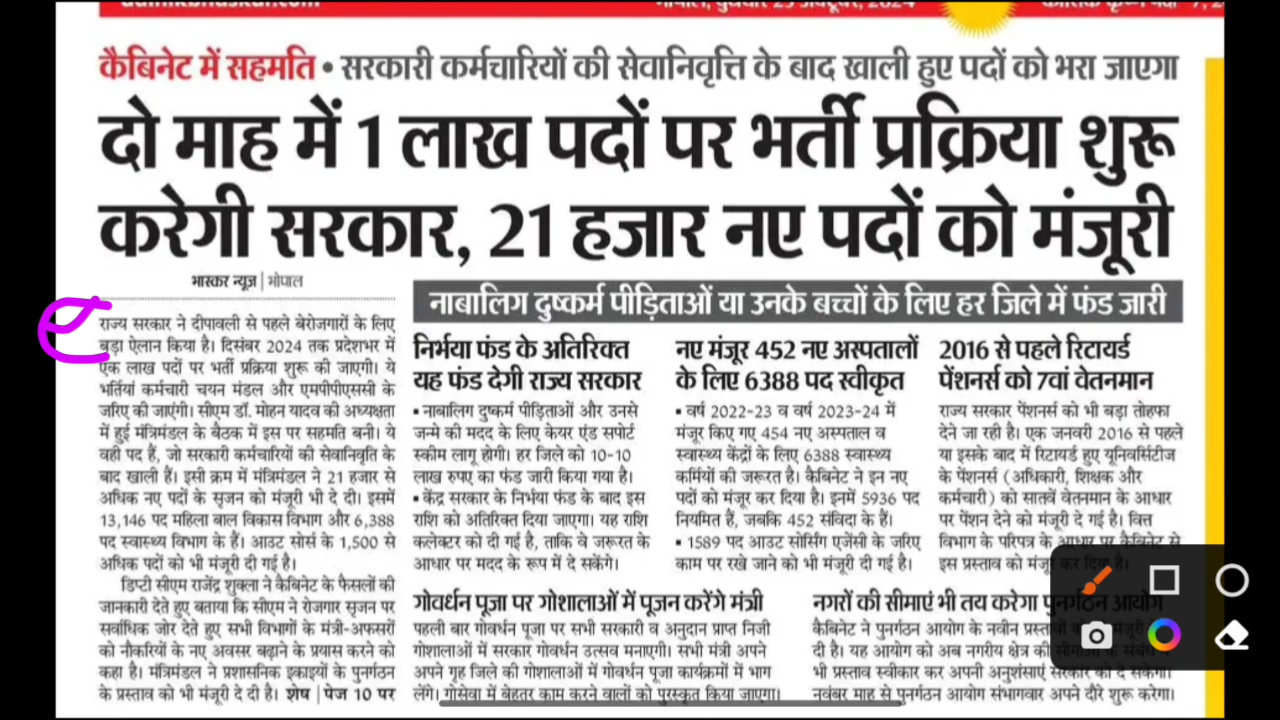 कैबिनेट में सहमति • सरकारी कर्मचारियों की सेवानिवृत्ति के बाद खाली हुए पदों को भरा जाएगा
दो माह में 1 लाख पदों पर भर्ती प्रक्रिया शुरू
करेगी सरकार, 21 हजार नए पदों को मंजूरी
भास्कर न्यूज | भोपाल
राज्य सरकार ने दीपावली से पहले बेरोजगारों के लिए
बड़ा ऐलान किया है। दिसंबर 2024 तक प्रदेशभर में
एक लाख पदों पर भर्ती प्रक्रिया शुरू की जाएगी। ये
भर्तियां कर्मचारी चयन मंडल और एमपीपीएससी के
जरिए की जाएंगी। सीएम डॉ. मोहन यादव की अध्यक्षता
में हुई मंत्रिमंडल के बैठक में इस पर सहमति बनी। ये
वही पद हैं, जो सरकारी कर्मचारियों की सेवानिवृति के
बाद खाली हैं। इसी क्रम में मंत्रिमंडल ने 21 हजार से
अधिक नए पदों के सृजन को मंजूरी भी दे दी। इसमें
13,146 पद महिला बाल विकास विभाग और 6,388
पद स्वास्थ्य विभाग के हैं। आउट सोर्स के 1,500 से
अधिक पदों को भी मंजूरी दी गई है।
डिप्टी सीएम राजेंद्र शुक्ला ने कैबिनेट के फैसलों की
जानकारी देते हुए बताया कि सीएम ने रोजगार सृजन पर
सर्वाधिक जोर देते हुए सभी विभागों के मंत्री-अफसरों
को नौकरियों के नए अवसर बढ़ाने के प्रयास करने को
कहा है। मंत्रिमंडल ने प्रशासनिक इकाइयों के पुनर्गठन
के प्रस्ताव को भी मंजूरी दे दी है। शेष | पेज 10 पर
नाबालिग दुष्कर्म पीड़िताओं या उनके बच्चों के लिए हर जिले में फंड जारी
निर्भया फंड के अतिरिक्त
यह फंड देगी राज्य सरकार
▪ नाबालिग दुष्कर्म पीड़िताओं और उनसे
जन्मे की मदद के लिए केयर एंड सपोर्ट
स्कीम लागू होगी। हर जिले को 10-10
लाख रुपए का फंड जारी किया गया है।
▪ केंद्र सरकार के निर्भया फंड के बाद इस
राशि को अतिरिक्त दिया जाएगा। यह राशि
कलेक्टर को दी गई है, ताकि वे जरूरत के
आधार पर मदद के रूप में दे सकेंगे।
नए मंजूर 452 नए अस्पतालों
के लिए 6388 पद स्वीकृत
▪ वर्ष 2022-23 व वर्ष 2023-24 में
मंजूर किए गए 454 नए अस्पताल व
स्वास्थ्य केंद्रों के लिए 6388 स्वास्थ्य
कर्मियों की जरूरत है। कैबिनेट ने इन नए
पदों को मंजूर कर दिया है। इनमें 5936 पद
नियमित हैं, जबकि 452 संविदा के हैं।
▪ 1589 पद आउट सोर्सिंग एजेंसी के जरिए
काम पर रखे जाने को भी मंजूरी दी गई है।
2016 से पहले रिटायर्ड
पेंशनर्स को 7वां वेतनमान
राज्य सरकार पेंशनर्स को भी बड़ा तोहफा
देने जा रही है। एक जनवरी 2016 से पहले
या इसके बाद में रिटायर्ड हुए यूनिवर्सिटीज
के पेंशनर्स (अधिकारी, शिक्षक और
कर्मचारी) को सातवें वेतनमान के आधार
पर पेंशन देने को मंजूरी दे गई है। वित्त
विभाग के परिपत्र के आधार पर कैबिनेट से
इस प्रस्ताव को मंजूर कर दिया है।
गोवर्धन पूजा पर गोशालाओं में पूजन करेंगे मंत्री
पहली बार गोवर्धन पूजा पर सभी सरकारी व अनुदान प्राप्त निजी
गोशालाओं में सरकार गोवर्धन उत्सव मनाएगी। सभी मंत्री अपने
अपने गृह जिले की गोशालाओं में गोवर्धन पूजा कार्यक्रमों में भाग
लेंगे। गोसेवा में बेहतर काम करने वालों को पुरस्कृत किया जाएगा।
नगरों की सीमाएं भी तय करेगा पुनर्गठन आयोग
कैबिनेट ने पुनर्गठन आयोग के नवीन
दी है। यह आयोग को अब नगरीय क्षेत्र की
भी प्रस्ताव स्वीकार कर अपनी अनुशंसाएं सरकार को दे सकेगा।
नवंबर माह से पुनर्गठन आयोग संभागवार अपने दौरे शुरू करेगा।